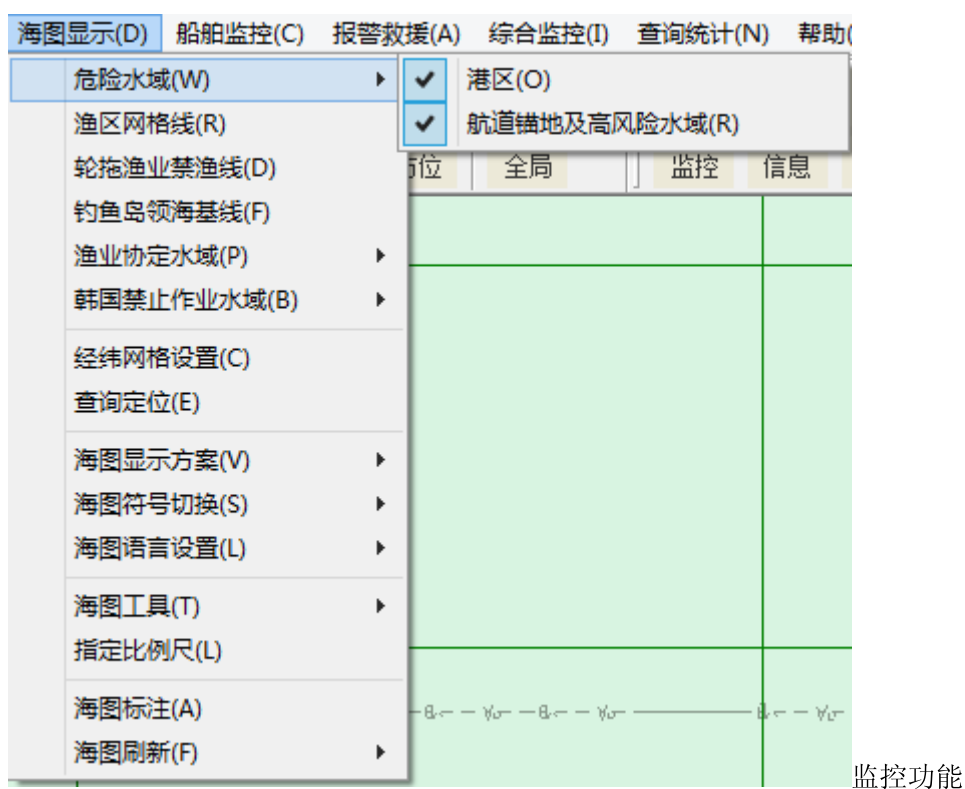 海图显示(D) 船舶监控(C) 报警救援(A) 综合监控(I) 查询统计(N) 帮助(
危险水域(W)
港区(O)
渔区网格线(R)
航道锚地及高风险水域(R)
轮拖渔业禁渔线(D)
位 全局 监控 信息
钓鱼岛领海基线(F)
渔业协定水域(P)
韩国禁止作业水域(B)
经纬网格设置(C)
查询定位(E)
海图显示方案(V)
海图符号切换(S)
海图语言设置(L)
海图工具(T)
指定比例尺(L)
海图标注(A)
海图刷新(F)
监控功能